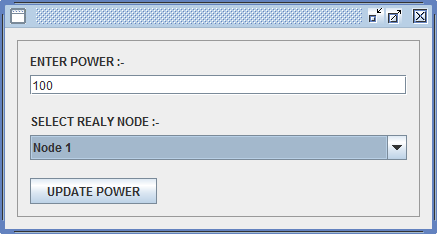 ENTER POWER :-
100
SELECT REALY NODE :-
Node 1
UPDATE POWER